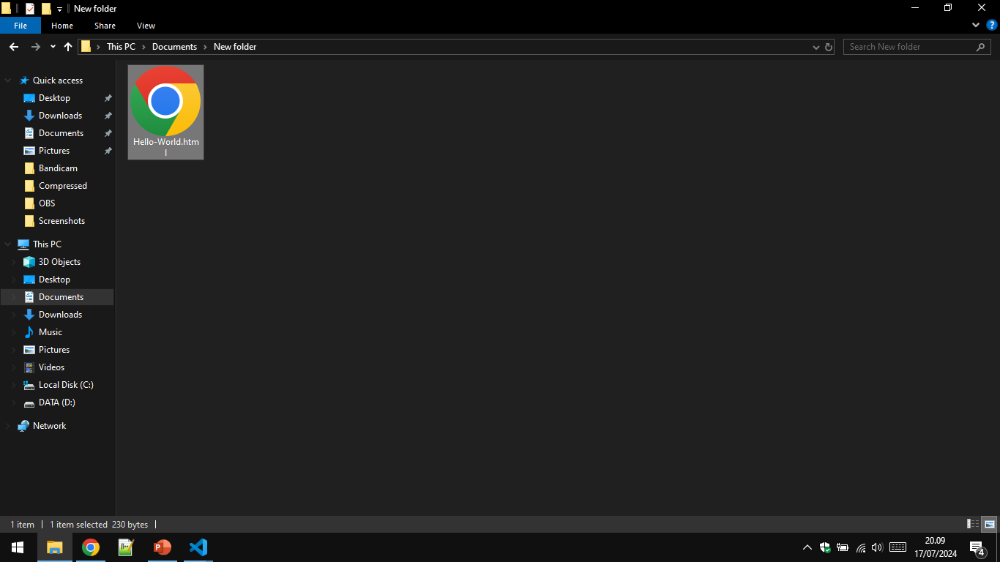 New folder
File Home Share View
This PC Documents New folder
Search New folder
Quick access
Desktop
Downloads
Documents
Pictures
Bandicam
Compressed
OBS
Screenshots
This PC
3D Objects
Desktop
Documents
Downloads
Music
Pictures
Videos
Local Disk (C:)
DATA (D:)
Network
Hello-World.htm
l
1 item 1 item selected 230 bytes
20.09
17/07/2024
4